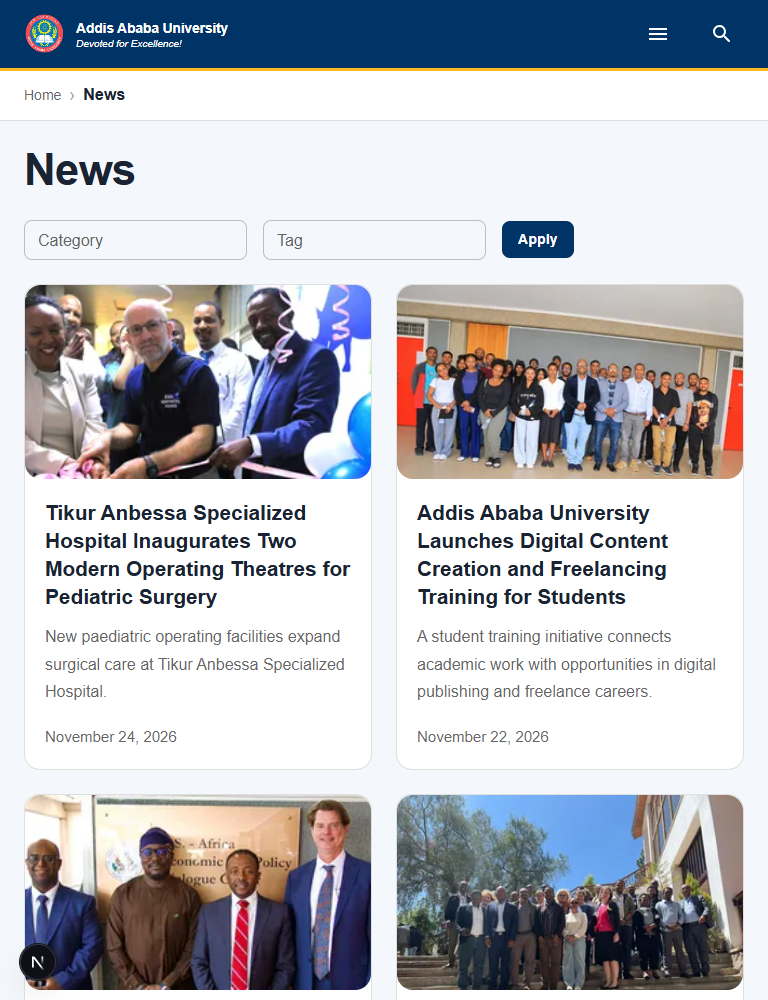 Addis Ababa University
Devoted for Excellence!
Home › News
News
Category
Tag
Apply
Tikur Anbessa Specialized
Hospital Inaugurates Two
Modern Operating Theatres for
Pediatric Surgery
New paediatric operating facilities expand
surgical care at Tikur Anbessa Specialized
Hospital.
November 24, 2026
Addis Ababa University
Launches Digital Content
Creation and Freelancing
Training for Students
A student training initiative connects
academic work with opportunities in digital
publishing and freelance careers.
November 22, 2026
S. - Africa
conomic Policy
logue C
N